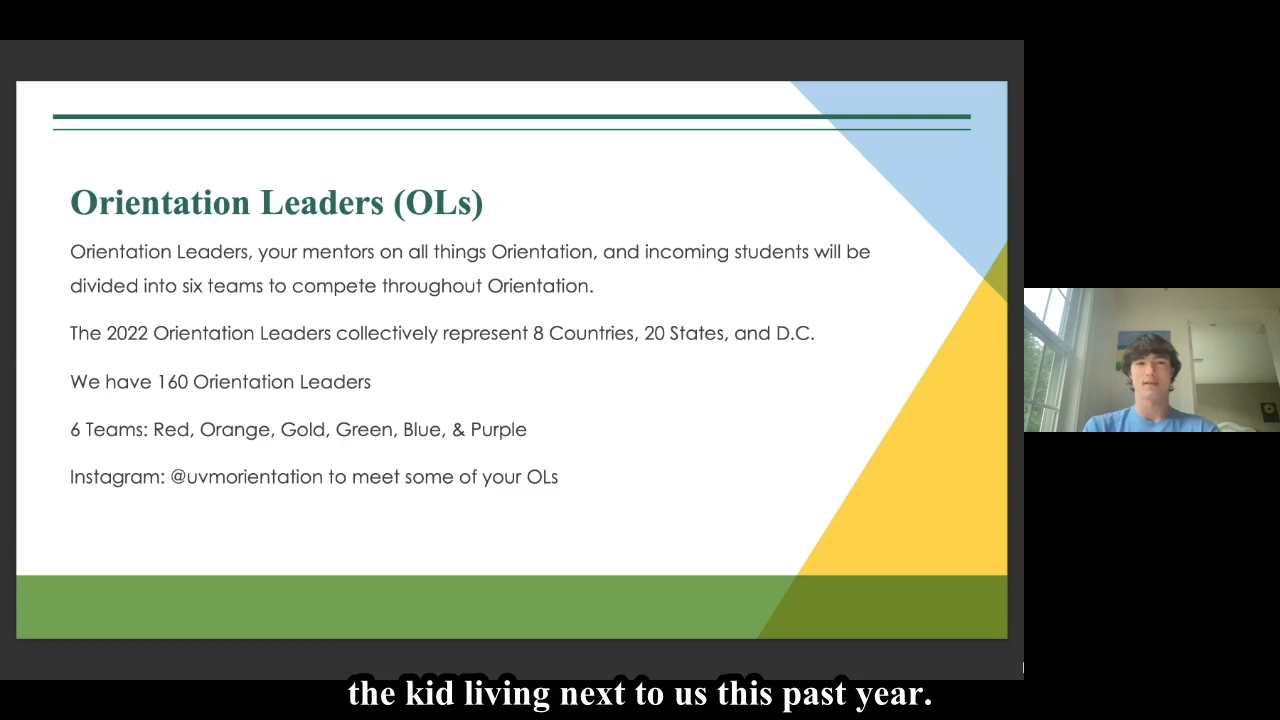 Orientation Leaders (OLs)
Orientation Leaders, your mentors on all things Orientation, and incoming students will be
divided into six teams to compete throughout Orientation.
The 2022 Orientation Leaders collectively represent 8 Countries, 20 States, and D.C.
We have 160 Orientation Leaders
6 Teams: Red, Orange, Gold, Green, Blue, & Purple
Instagram: @uvmorientation to meet some of your OLs
the kid living next to us this past year.